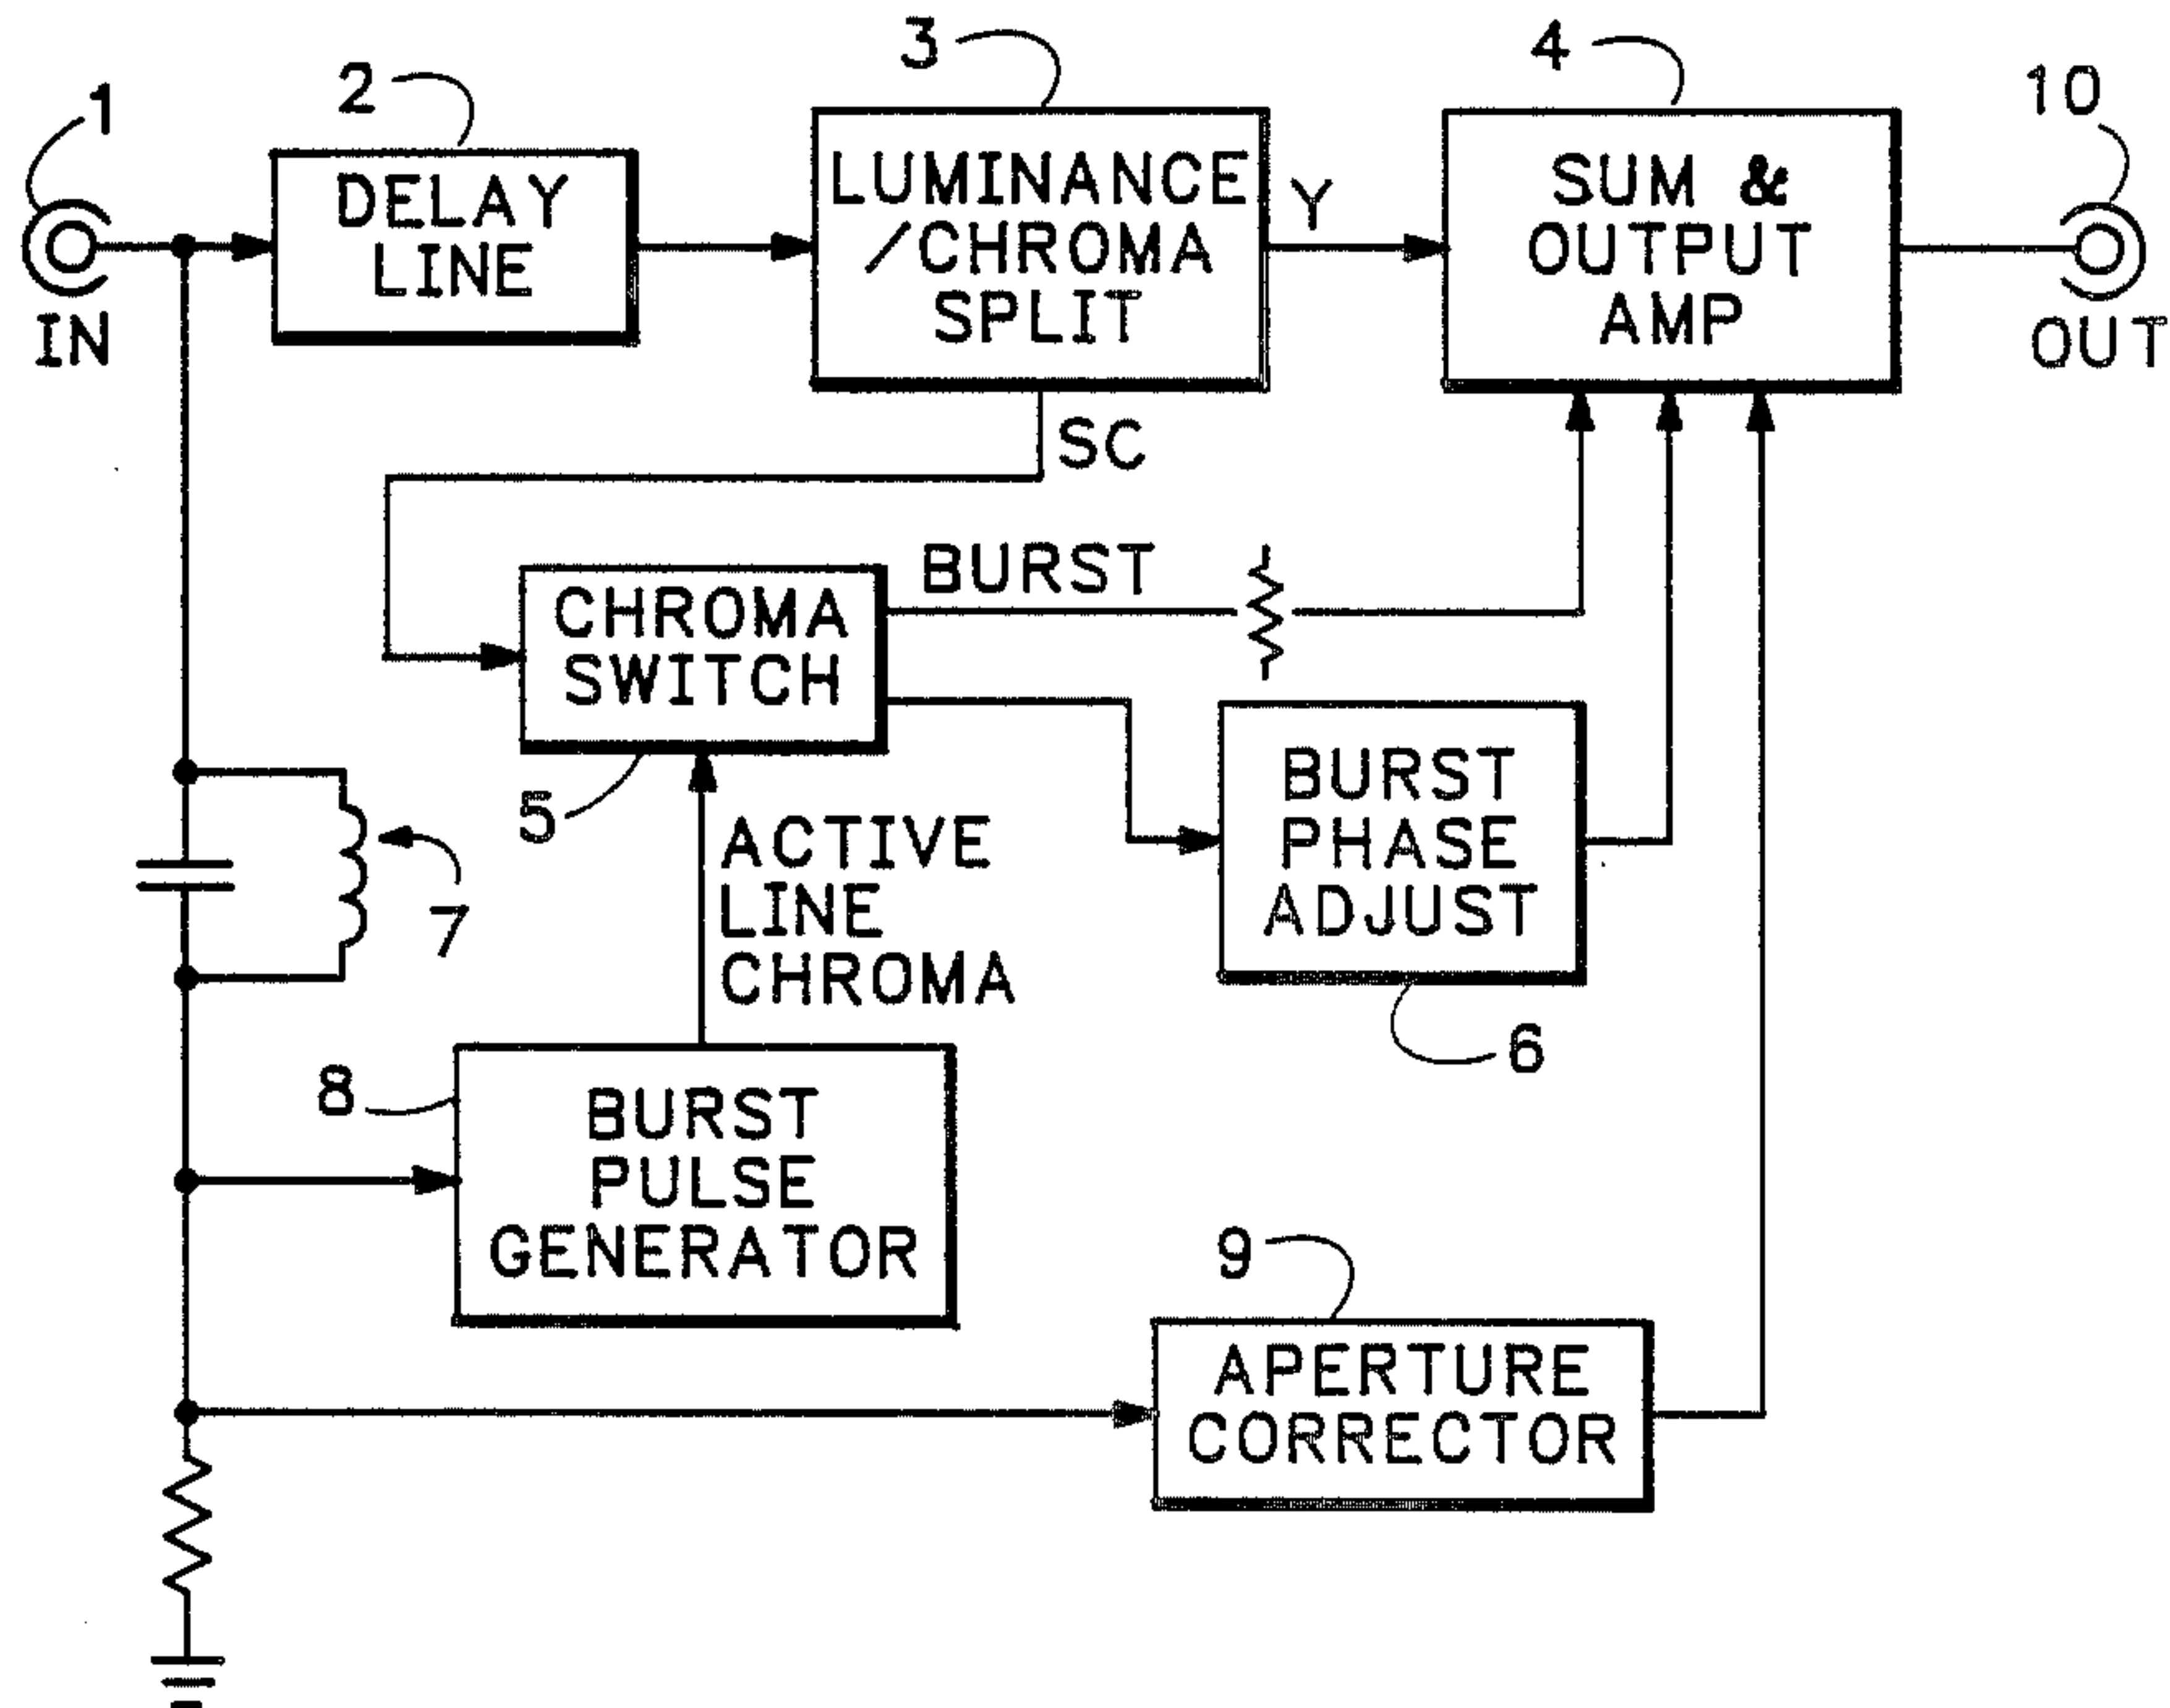 1
IN
2
DELAY
LINE
3
LUMINANCE
/CHROMA
SPLIT
Y
4
SUM &
OUTPUT
AMP
10
OUT
SC
BURST
CHROMA
SWITCH
5
ACTIVE
LINE
CHROMA
BURST
PHASE
ADJUST
6
7
8
BURST
PULSE
GENERATOR
9
APERTURE
CORRECTOR